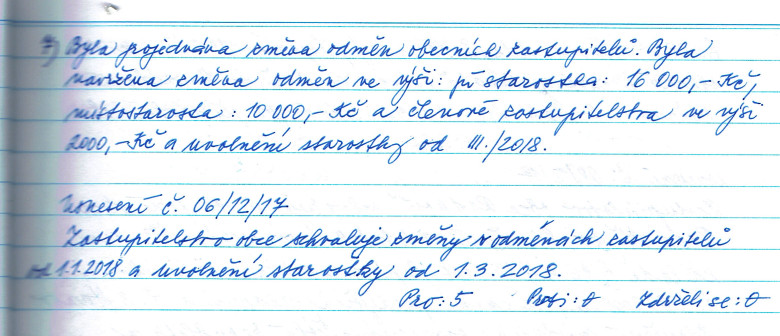 7) Byla projednána změna odměn obecních zastupitelů. Byla
navržena změna odměn ve výši: pí starostka: 16 000,- Kč,
místostarosta: 10 000,- Kč a členové zastupitelstva ve výši
2000,- Kč a uvolnění starostky od III./2018.
Usnesení č. 06/12/17
Zastupitelstvo obce schvaluje změny v odměnách zastupitelů
od 1.1.2018 a uvolnění starostky od 1.3.2018.
Pro: 5 Proti: 0 Zdrželi se: 0